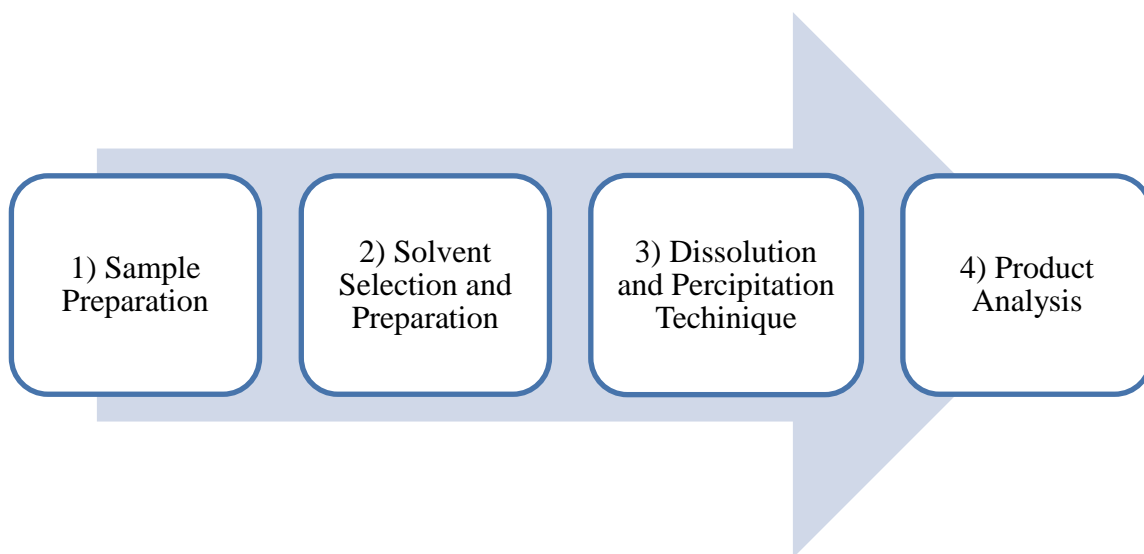 1) Sample
Preparation
2) Solvent
Selection and
Preparation
3) Dissolution
and Percipitation
Techinique
4) Product
Analysis